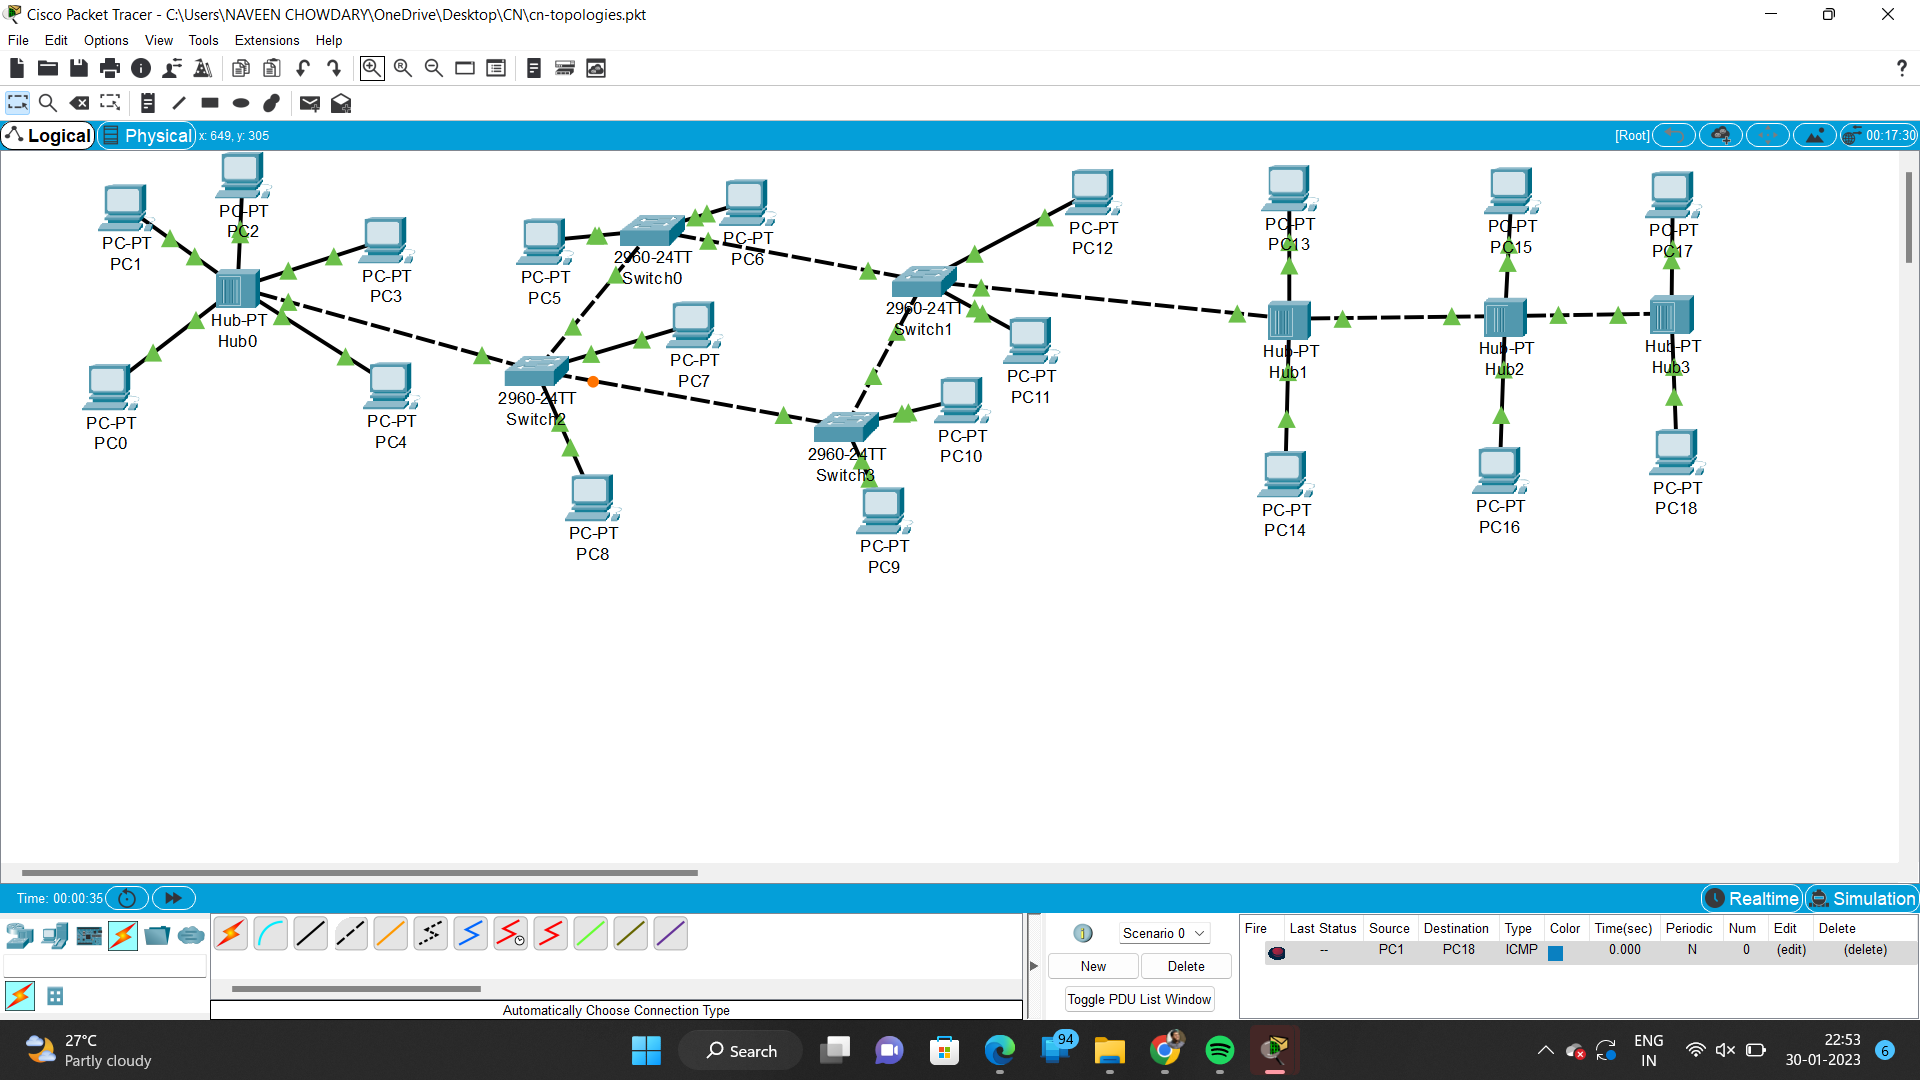 Cisco Packet Tracer - C:\Users\NAVEEN CHOWDARY\OneDrive\Desktop\CN\cn-topologies.pkt
File Edit Options View Tools Extensions Help
Logical Physical x: 649, y: 305 [Root] 00:17:30
PC-PT
PC1
PC-PT
PC2
PC-PT
PC3
Hub-PT
Hub0
PC-PT
PC0
PC-PT
PC4
PC-PT
PC5
2960-24TT
Switch0
PC-PT
PC6
PC-PT
PC7
2960-24TT
Switch2
PC-PT
PC8
2960-24TT
Switch1
PC-PT
PC12
PC-PT
PC11
PC-PT
PC10
2960-24TT
Switch3
PC-PT
PC9
PC-PT
PC13
Hub-PT
Hub1
PC-PT
PC14
PC-PT
PC15
Hub-PT
Hub2
PC-PT
PC16
PC-PT
PC17
Hub-PT
Hub3
PC-PT
PC18
Time: 00:00:35 Realtime Simulation
Automatically Choose Connection Type
Scenario 0
New Delete
Toggle PDU List Window
Fire Last Status Source Destination Type Color Time(sec) Periodic Num Edit Delete
-- PC1 PC18 ICMP 0.000 N 0 (edit) (delete)
27°C
Partly cloudy
Search
94
ENG
IN
22:53
30-01-2023
6